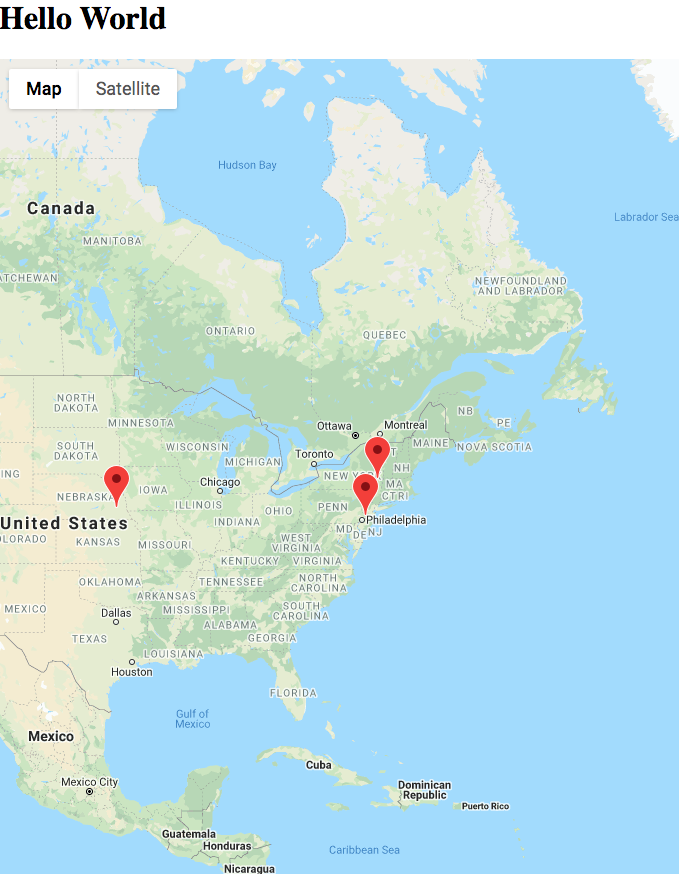 Hello World
Map
Satellite
Hudson Bay
Canada
Labrador Sea
MANITOBA
ATCHEWAN
NEWFOUNDLAND
AND LABRADOR
ONTARIO
QUEBEC
NORTH
DAKOTA
NB
PE
MINNESOTA
Ottawa
Montreal
MAINE
NOVA SCOTIA
SOUTH
DAKOTA
WISCONSIN
Toronto
MICHIGAN
NH
ING
NEW YORK
Chicago
MA
IOWA
NEBRASKA
CT
RI
ILLINOIS
OHIO
PENN
United States
INDIANA
Philadelphia
MD
DE
NJ
OLORADO
KANSAS
MISSOURI
WEST
VIRGINIA
KENTUCKY
VIRGINIA
OKLAHOMA
TENNESSEE
NORTH
CAROLINA
ARKANSAS
MEXICO
Dallas
MISSISSIPPI
SOUTH
CAROLINA
ALABAMA
TEXAS
GEORGIA
LOUISIANA
Houston
FLORIDA
Gulf of
Mexico
Mexico
Cuba
Mexico City
Dominican
Republic
Puerto Rico
Guatemala
Honduras
Caribbean Sea
Nicaragua